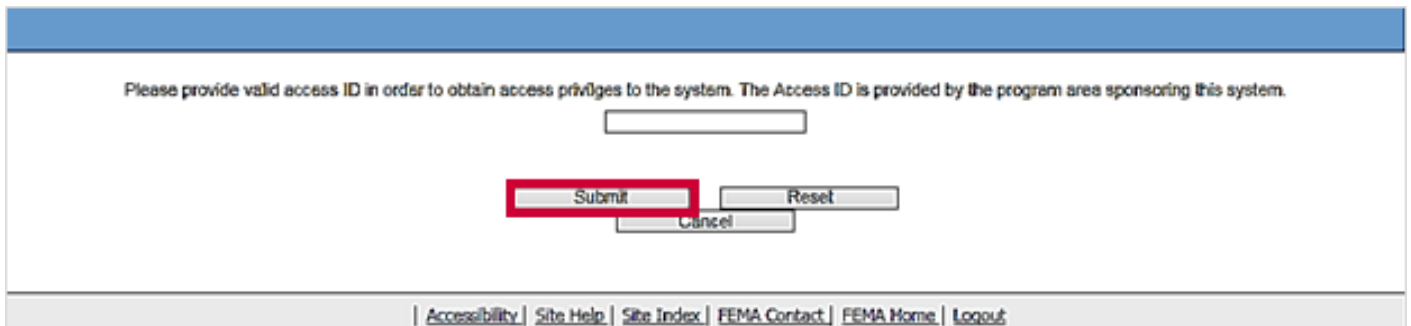 Please provide valid access ID in order to obtain access privilges to the system. The Access ID is provided by the program area sponsoring this system.
Submit Reset
Cancel
| Accessibility | Site Help | Site Index | FEMA Contact | FEMA Home | Logout